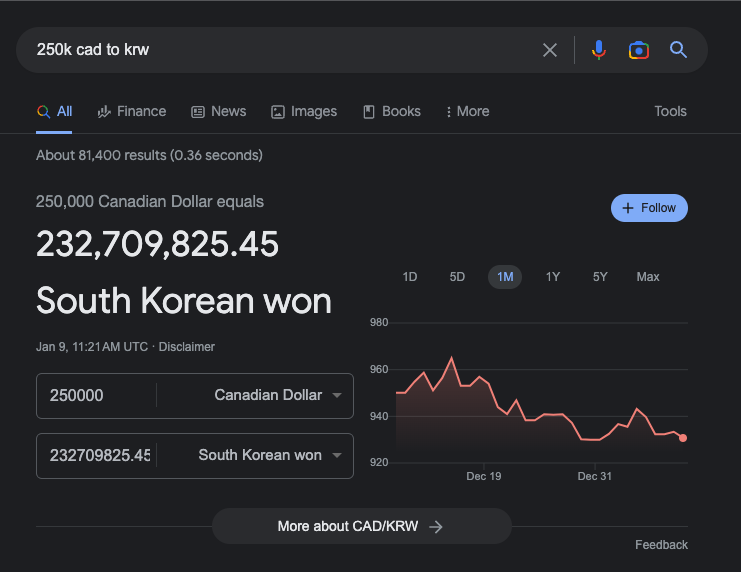 250k cad to krw
All Finance News Images Books More Tools
About 81,400 results (0.36 seconds)
250,000 Canadian Dollar equals
232,709,825.45
South Korean won
Jan 9, 11:21 AM UTC · Disclaimer
250000 Canadian Dollar
232709825.45 South Korean won
+ Follow
1D 5D 1M 1Y 5Y Max
980
960
940
920
Dec 19 Dec 31
More about CAD/KRW →
Feedback